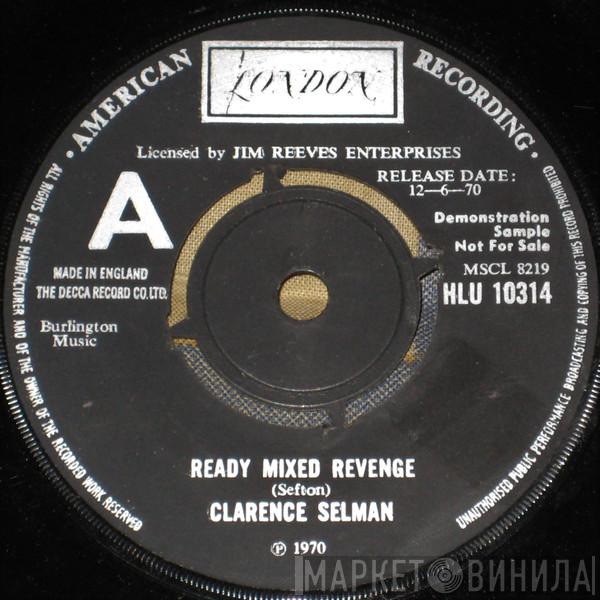 AMERICAN RECORDING
LONDON
Licensed by JIM REEVES ENTERPRISES
A
RELEASE DATE:
12—6—70
Demonstration
Sample
Not For Sale
MSCL 8219
HLU 10314
MADE IN ENGLAND
THE DECCA RECORD CO.LTD.
Burlington
Music
READY MIXED REVENGE
(Sefton)
CLARENCE SELMAN
℗ 1970
ALL RIGHTS OF THE MANUFACTURER AND OF THE OWNER OF THE RECORDED WORK RESERVED
UNAUTHORISED PUBLIC PERFORMANCE BROADCASTING AND COPYING OF THIS RECORD PROHIBITED
МАРКЕТ ВИНИЛА